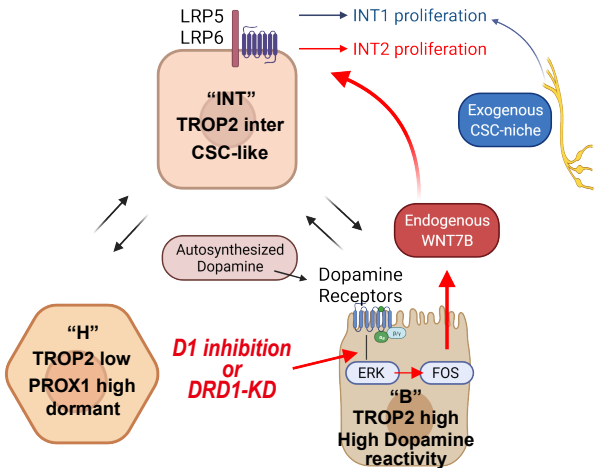 LRP5
LRP6
INT1 proliferation
INT2 proliferation
“INT”
TROP2 inter
CSC-like
Exogenous
CSC-niche
Endogenous
WNT7B
Autosynthesized
Dopamine
Dopamine
Receptors
“H”
TROP2 low
PROX1 high
dormant
D1 inhibition
or
DRD1-KD
αs
β/γ
ERK
FOS
“B”
TROP2 high
High Dopamine
reactivity